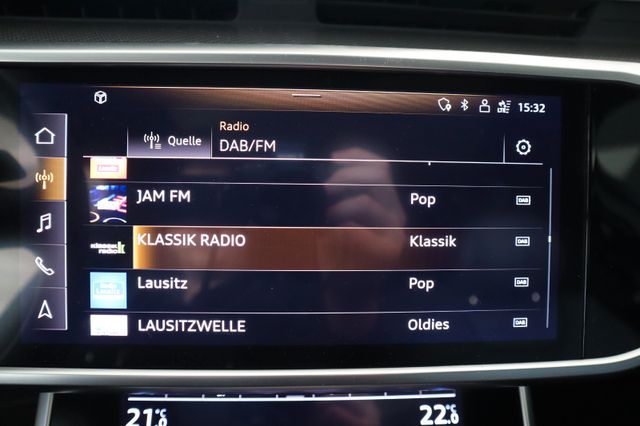 15:32
Quelle
Radio
DAB/FM
JAM FM Pop DAB
KLASSIK RADIO Klassik DAB
Lausitz Pop DAB
LAUSITZWELLE Oldies DAB
21°C 22°C